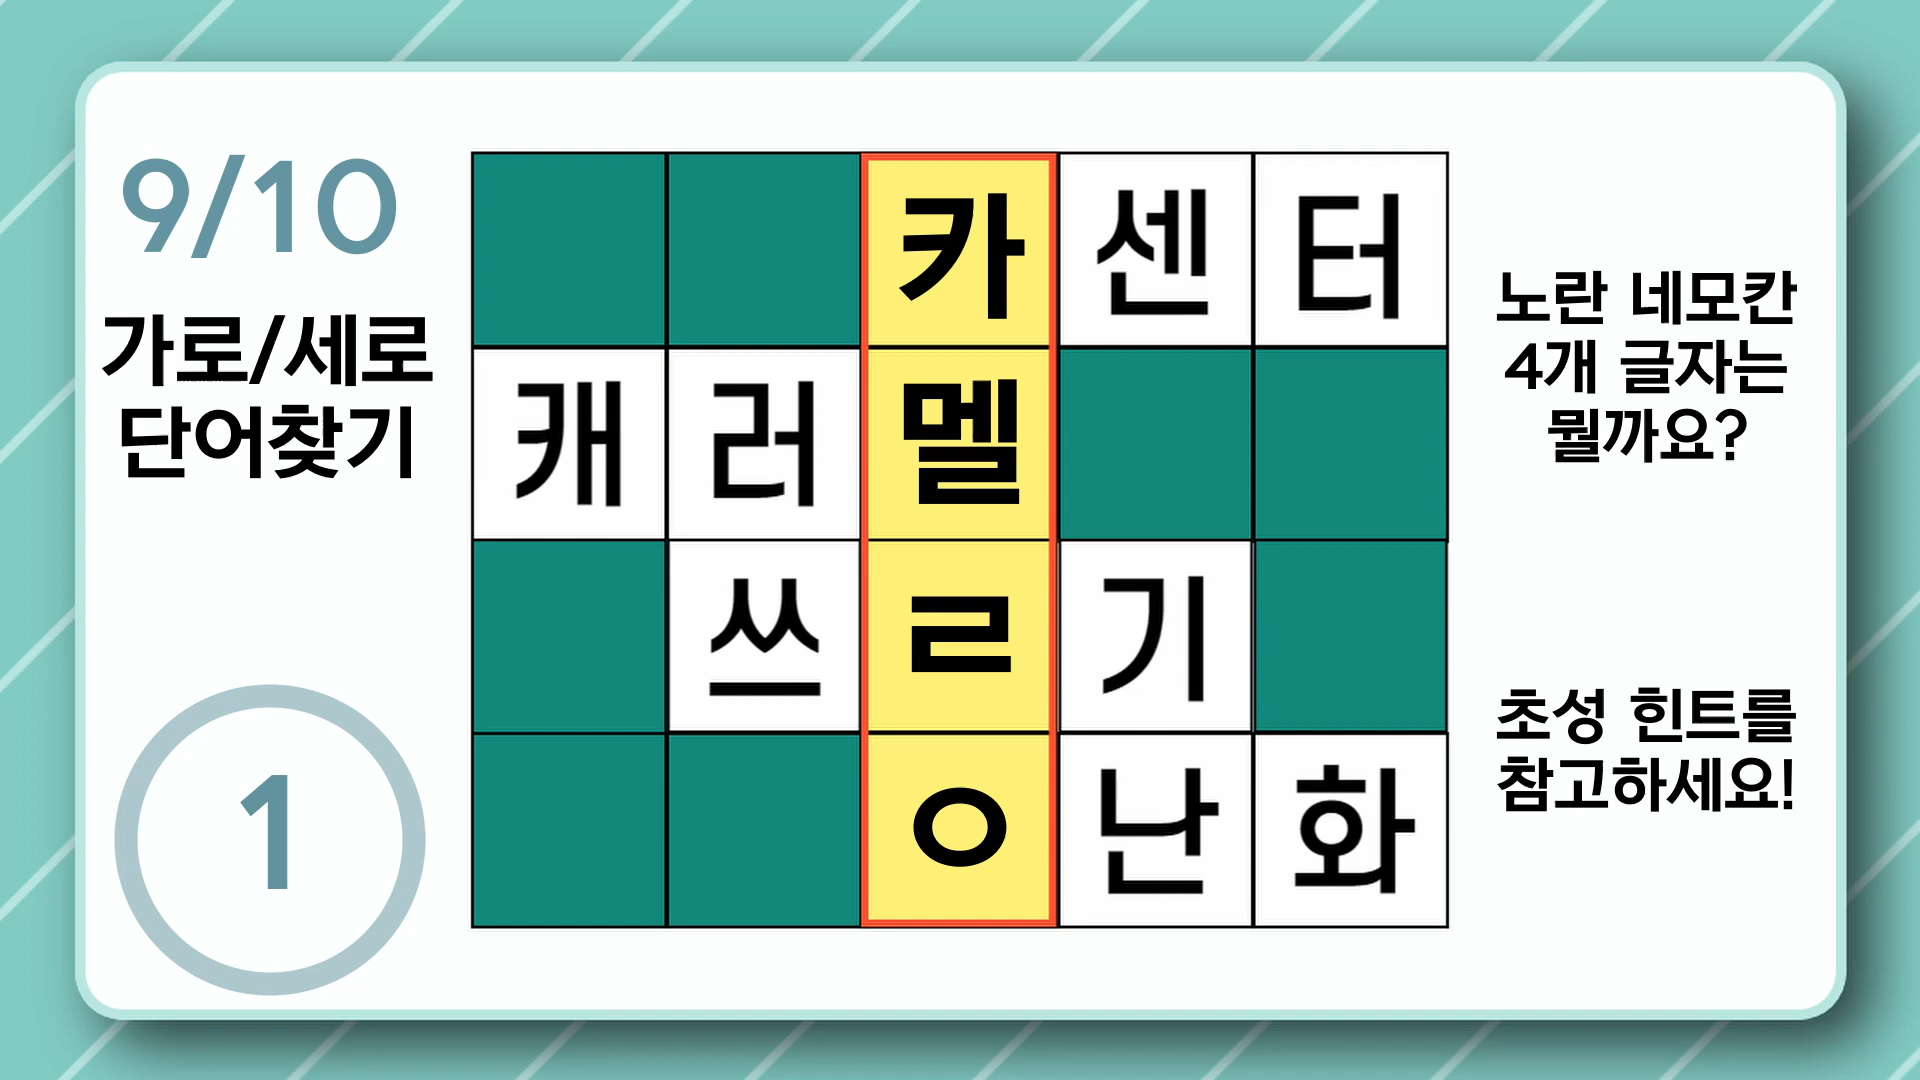 9/10
가로/세로
단어찾기
1
카 센 터
캐 러 멜
쓰 ㄹ 기
ㅇ 난 화
노란 네모칸
4개 글자는
뭘까요?
초성 힌트를
참고하세요!